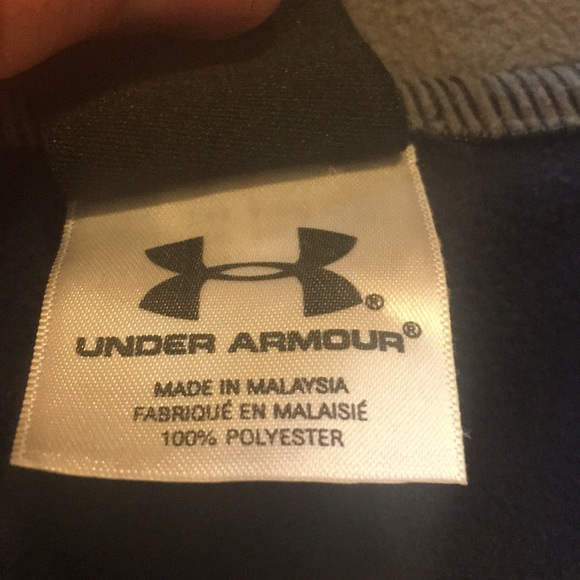 ®
UNDER ARMOUR®
MADE IN MALAYSIA
FABRIQUÉ EN MALAISIÉ
100% POLYESTER